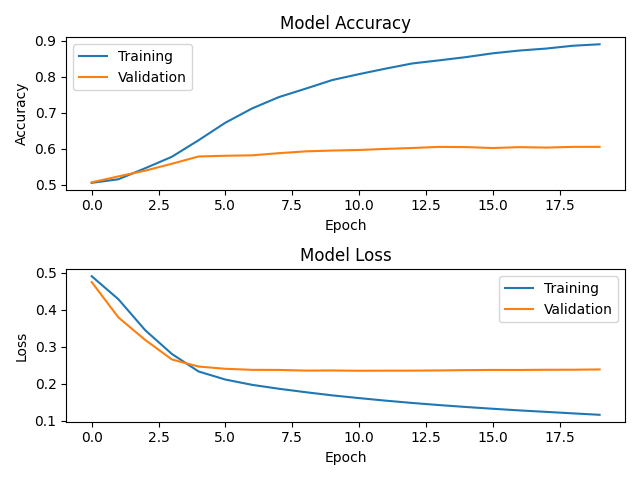 Model Accuracy
0.9
0.8
0.7
0.6
0.5
Accuracy
Training
Validation
0.0 2.5 5.0 7.5 10.0 12.5 15.0 17.5
Epoch
Model Loss
0.5
0.4
0.3
0.2
0.1
Loss
Training
Validation
0.0 2.5 5.0 7.5 10.0 12.5 15.0 17.5
Epoch